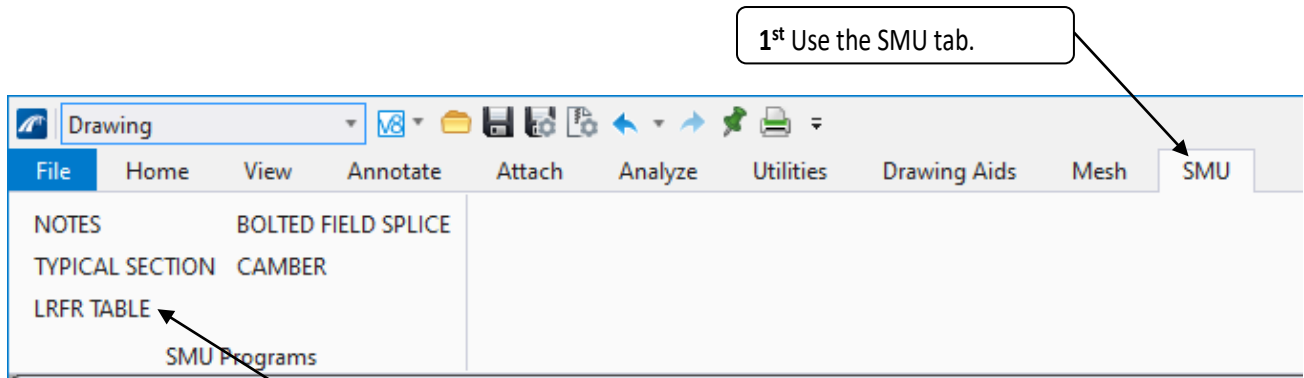 1st Use the SMU tab.
Drawing
File Home View Annotate Attach Analyze Utilities Drawing Aids Mesh SMU
NOTES BOLTED FIELD SPLICE
TYPICAL SECTION CAMBER
LRFR TABLE
SMU Programs